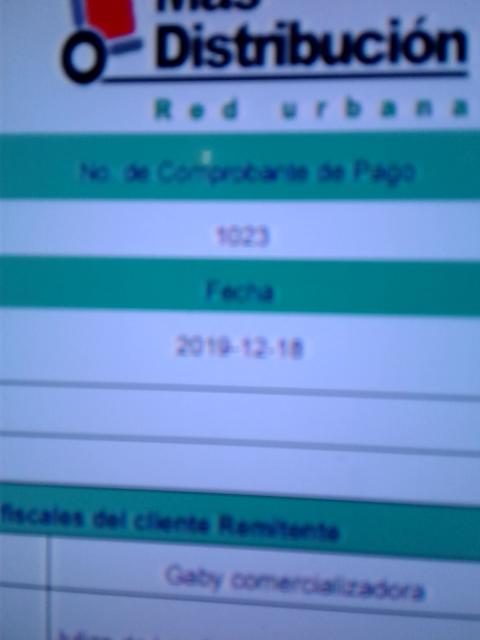 Más
Distribución
Red urbana
No. de Comprobante de Pago
1023
Fecha
2019-12-18
fiscales del cliente Remitente
Gaby comercializadora